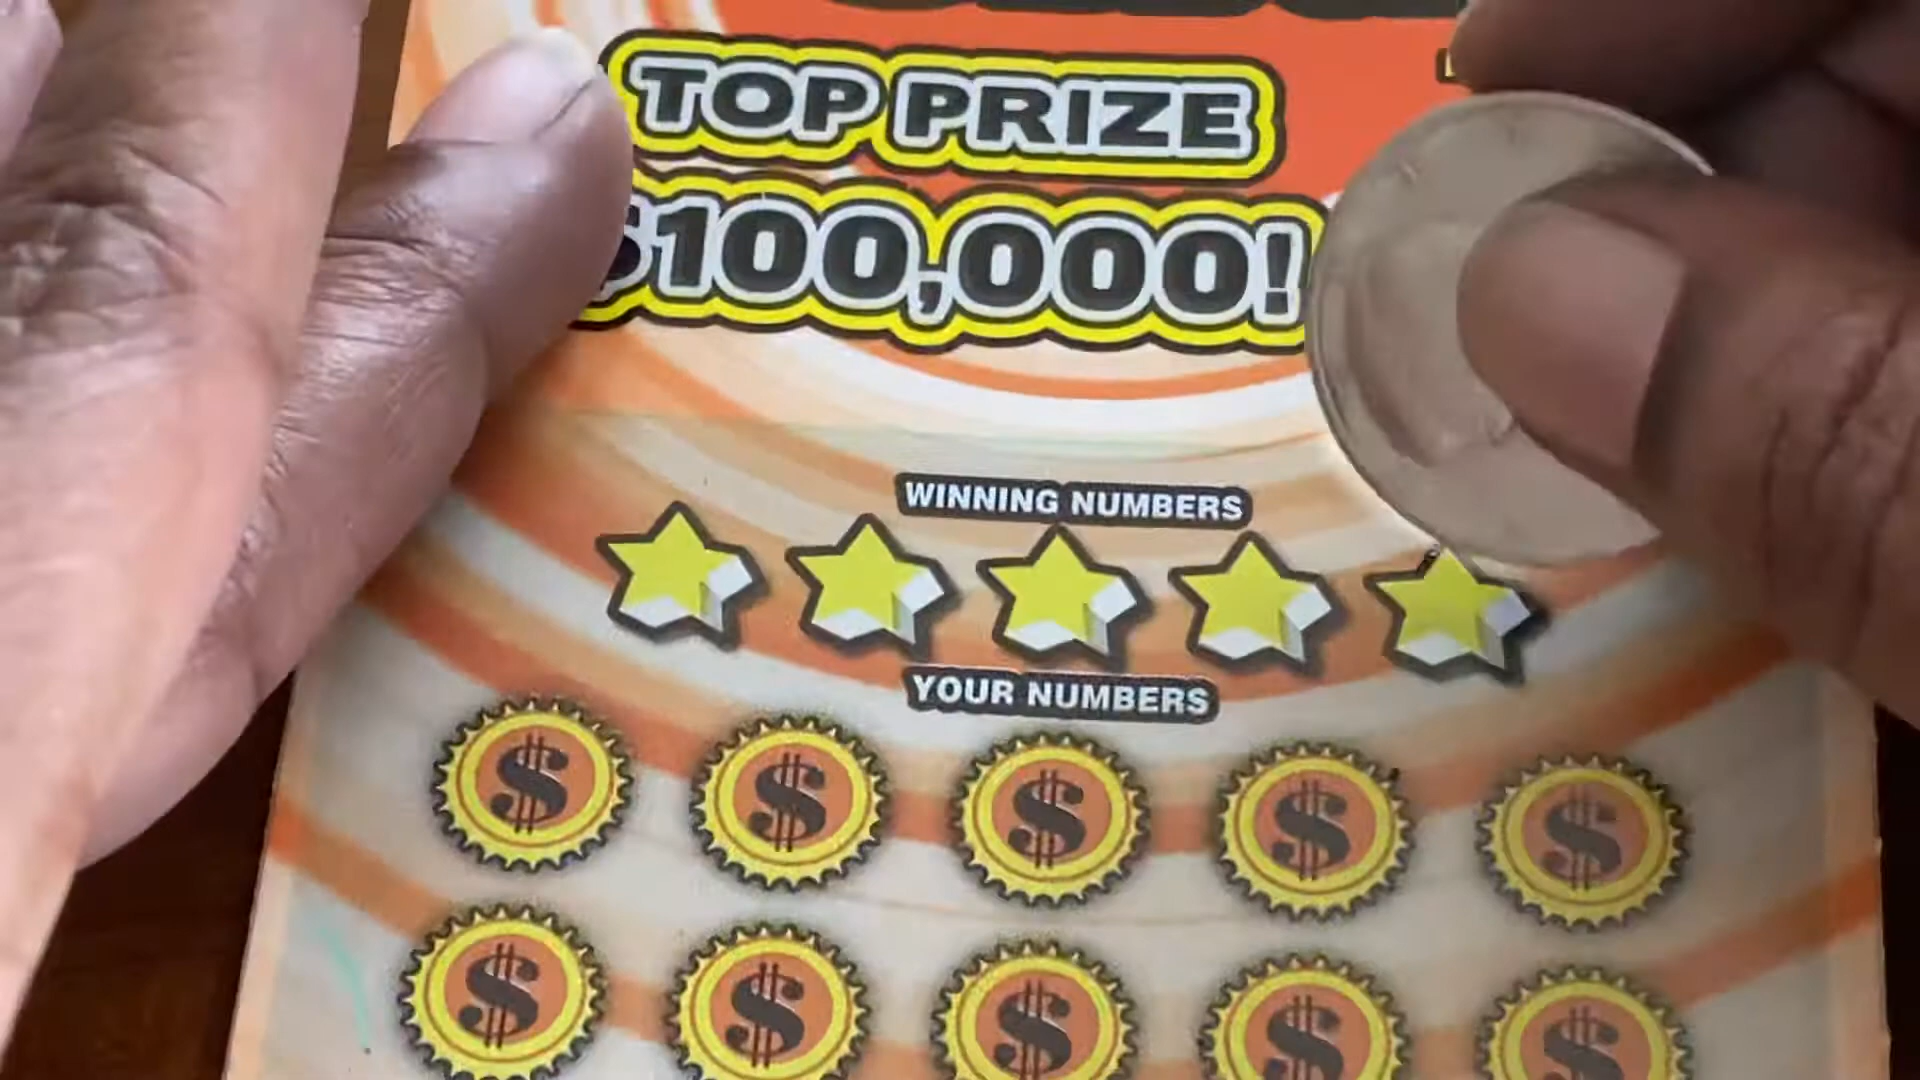 TOP PRIZE
$100,000!
WINNING NUMBERS
YOUR NUMBERS
$ $ $ $ $
$ $ $ $ $